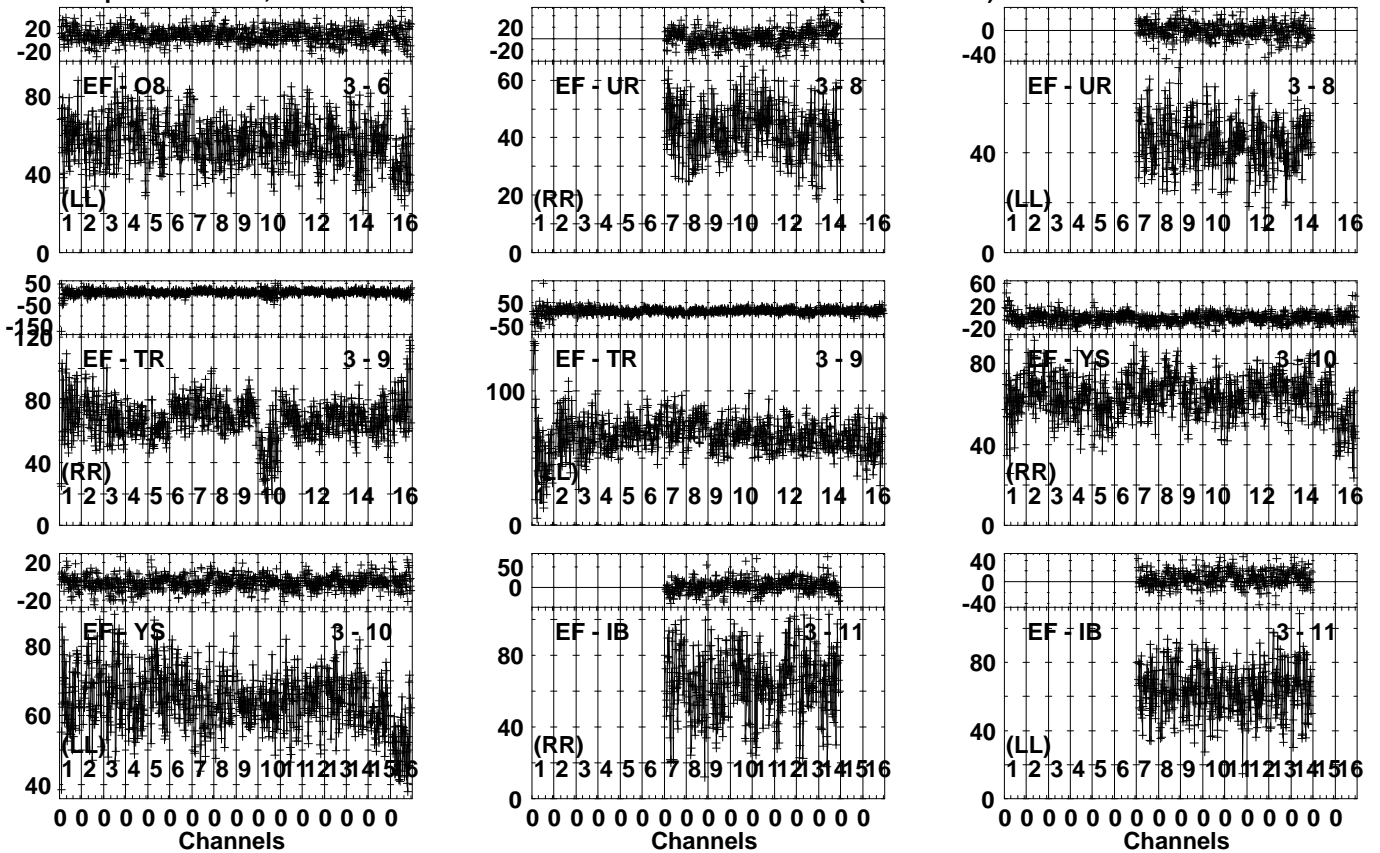 20 20 0
-20 -20 -40
EF - O8 3 - 6 EF - UR 3 - 8 EF - UR 3 - 8
80 60
40 40 40
20
(LL) (RR) (LL)
1 2 3 4 5 6 7 8 9 10 12 14 16 1 2 3 4 5 6 7 8 9 10 12 14 16 1 2 3 4 5 6 7 8 9 10 12 14 16
0 0 0
50 50 60
-50 -50 20
-150 -20
120
EF - TR 3 - 9 EF - TR 3 - 9 EF - YS 3 - 10
80 100 80
40 40
(RR) (LL) (RR)
1 2 3 4 5 6 7 8 9 10 12 14 16 1 2 3 4 5 6 7 8 9 10 12 14 16 1 2 3 4 5 6 7 8 9 10 12 14 16
0 0 0
20 50 40
-20 0 0
-40
EF - YS 3 - 10 EF - IB 3 - 11 EF - IB 3 - 11
80 80 80
60 40 40
(LL) (RR) (LL)
1 2 3 4 5 6 7 8 9 10 11 12 13 14 15 16 1 2 3 4 5 6 7 8 9 10 11 12 13 14 15 16 1 2 3 4 5 6 7 8 9 10 11 12 13 14 15 16
40 0 0
0 0 0 0 0 0 0 0 0 0 0 0 0 0 0 0 0 0 0 0 0 0 0 0 0 0 0 0 0 0 0 0 0 0 0 0 0 0 0 0 0 0 0 0 0 0 0 0
Channels Channels Channels